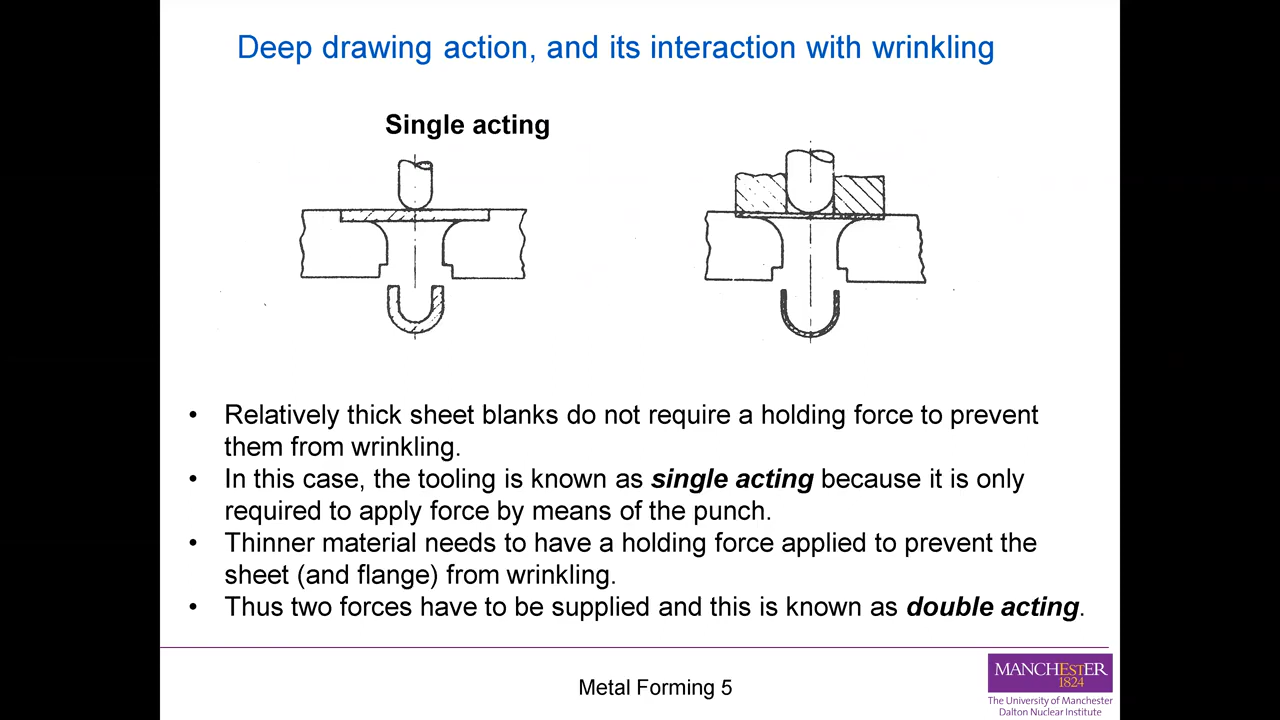 Deep drawing action, and its interaction with wrinkling
Single acting
• Relatively thick sheet blanks do not require a holding force to prevent
them from wrinkling.
• In this case, the tooling is known as single acting because it is only
required to apply force by means of the punch.
• Thinner material needs to have a holding force applied to prevent the
sheet (and flange) from wrinkling.
• Thus two forces have to be supplied and this is known as double acting.
Metal Forming 5
MANCHESTER
1824
The University of Manchester
Dalton Nuclear Institute